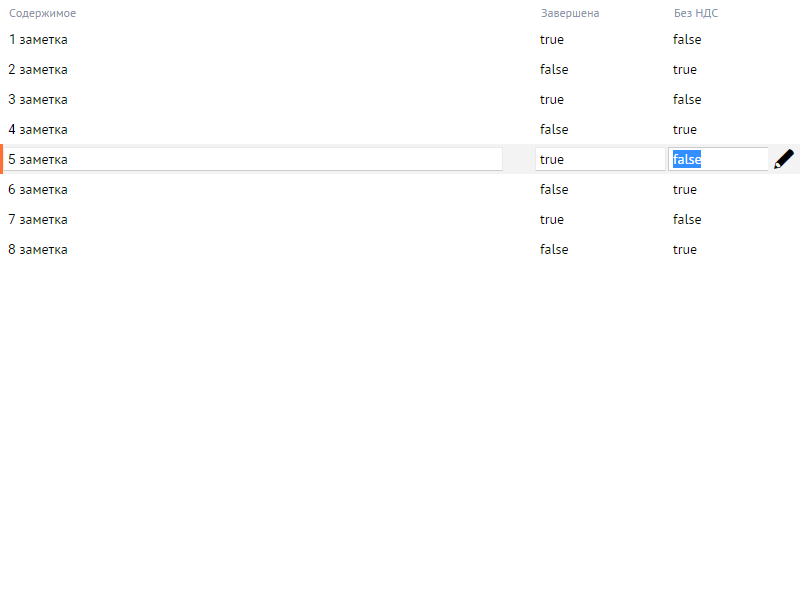 Содержимое Завершена Без НДС
1 заметка true false
2 заметка false true
3 заметка true false
4 заметка false true
5 заметка true false
6 заметка false true
7 заметка true false
8 заметка false true